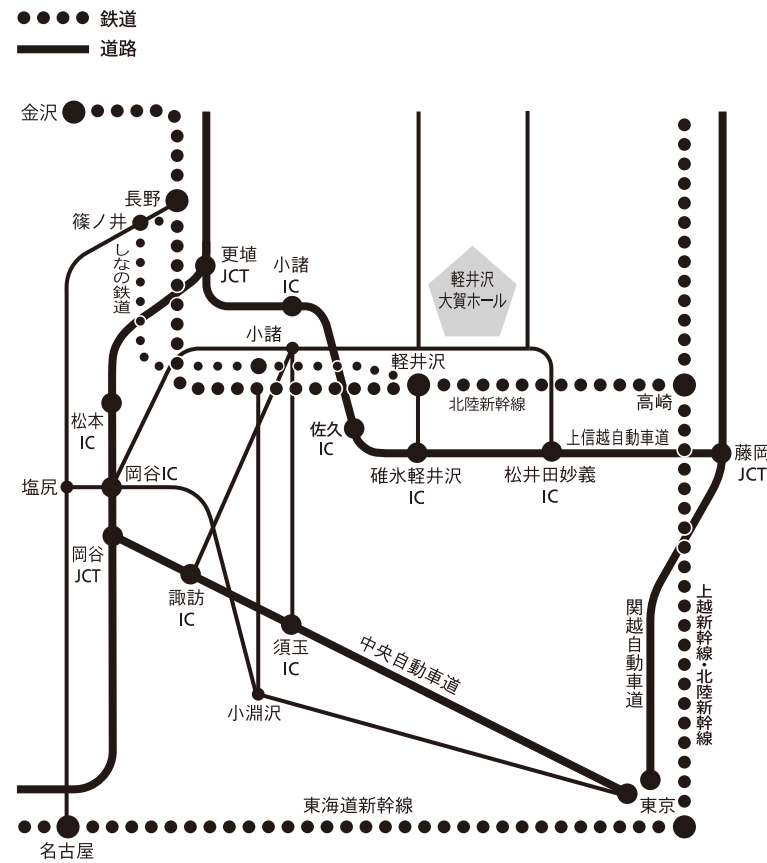 鉄道
道路
金沢
長野
篠ノ井
しなの鉄道
更埴
JCT
小諸
IC
軽井沢
大賀ホール
小諸
軽井沢
北陸新幹線
高崎
松本
IC
佐久
IC
上信越自動車道
藤岡
JCT
碓氷軽井沢
IC
松井田妙義
IC
塩尻
岡谷IC
岡谷
JCT
諏訪
IC
須玉
IC
中央自動車道
関越自動車道
上越新幹線・北陸新幹線
小淵沢
東海道新幹線
東京
名古屋